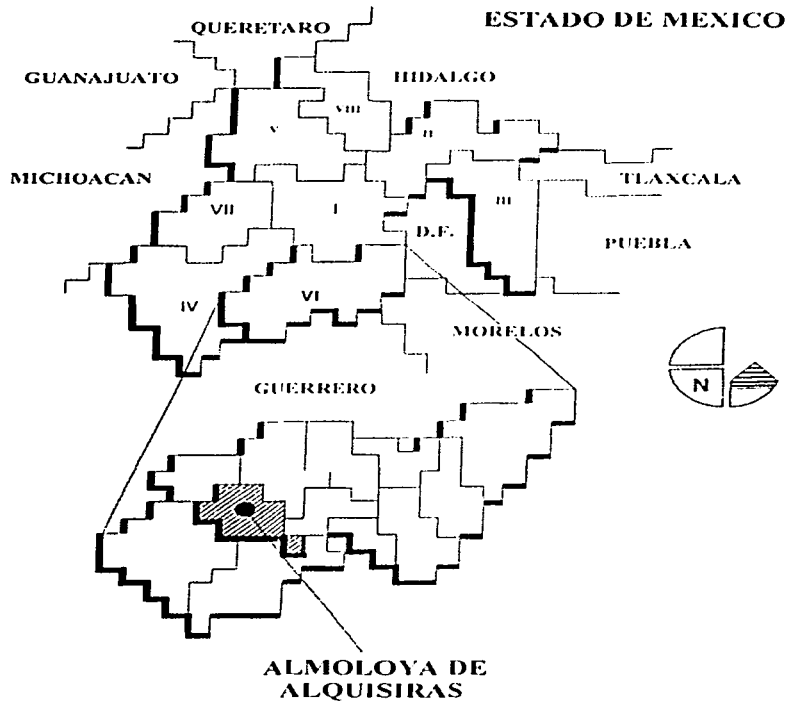 ESTADO DE MEXICO
QUERETARO
GUANAJUATO
HIDALGO
VIII
V
II
MICHOACAN
TLAXCALA
VII
I
III
D.F.
PUEBLA
IV
VI
MORELOS
GUERRERO
N
ALMOLOYA DE
ALQUISIRAS